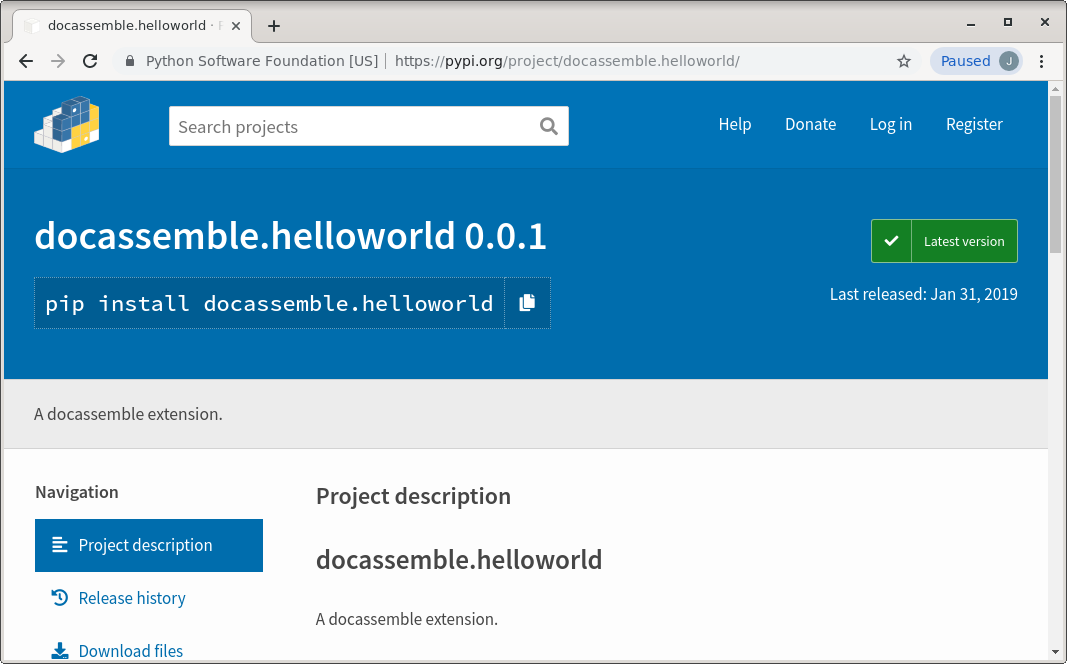 docassemble.helloworld ·
Python Software Foundation [US] | https://pypi.org/project/docassemble.helloworld/
Paused J
Search projects
Help Donate Log in Register
docassemble.helloworld 0.0.1
Latest version
pip install docassemble.helloworld
Last released: Jan 31, 2019
A docassemble extension.
Navigation
Project description
Release history
Download files
Project description
docassemble.helloworld
A docassemble extension.